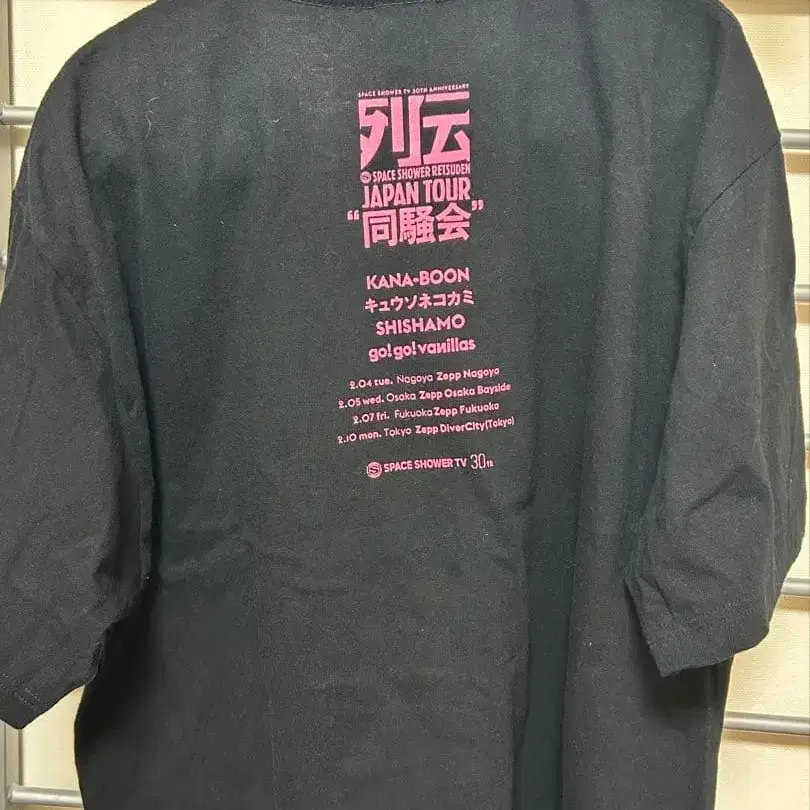 SPACE SHOWER TV 30TH ANNIVERSARY
列伝
S SPACE SHOWER RETSUDEN
JAPAN TOUR
“同騒会”
KANA-BOON
キュウソネコカミ
SHISHAMO
go!go!vanillas
2.04 tue. Nagoya Zepp Nagoya
2.05 wed. Osaka Zepp Osaka Bayside
2.07 fri. Fukuoka Zepp Fukuoka
2.10 mon. Tokyo Zepp DiverCity(Tokyo)
S SPACE SHOWER TV 30TH